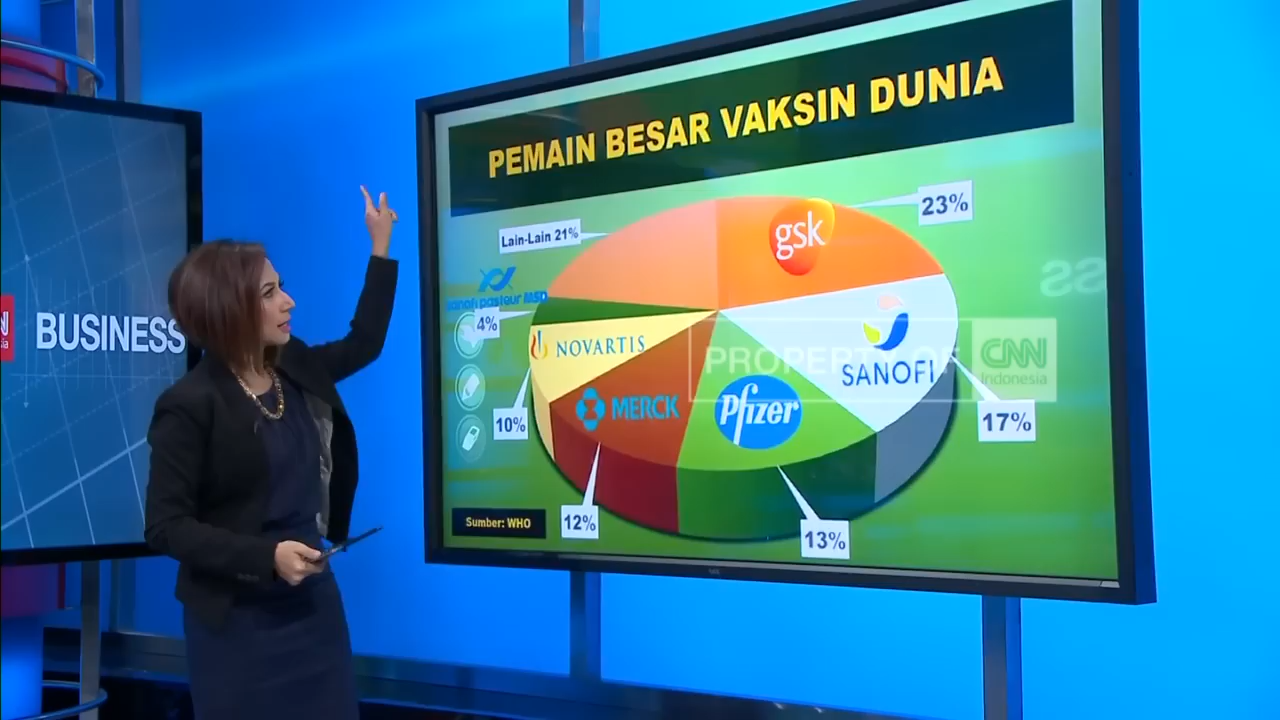 PEMAIN BESAR VAKSIN DUNIA
23%
gsk
Lain-Lain 21%
sanofi pasteur MSD
4%
NOVARTIS
SANOFI
PROPERTY OF CNN
Indonesia
MERCK
Pfizer
10%
17%
12%
13%
Sumber: WHO
BUSINESS